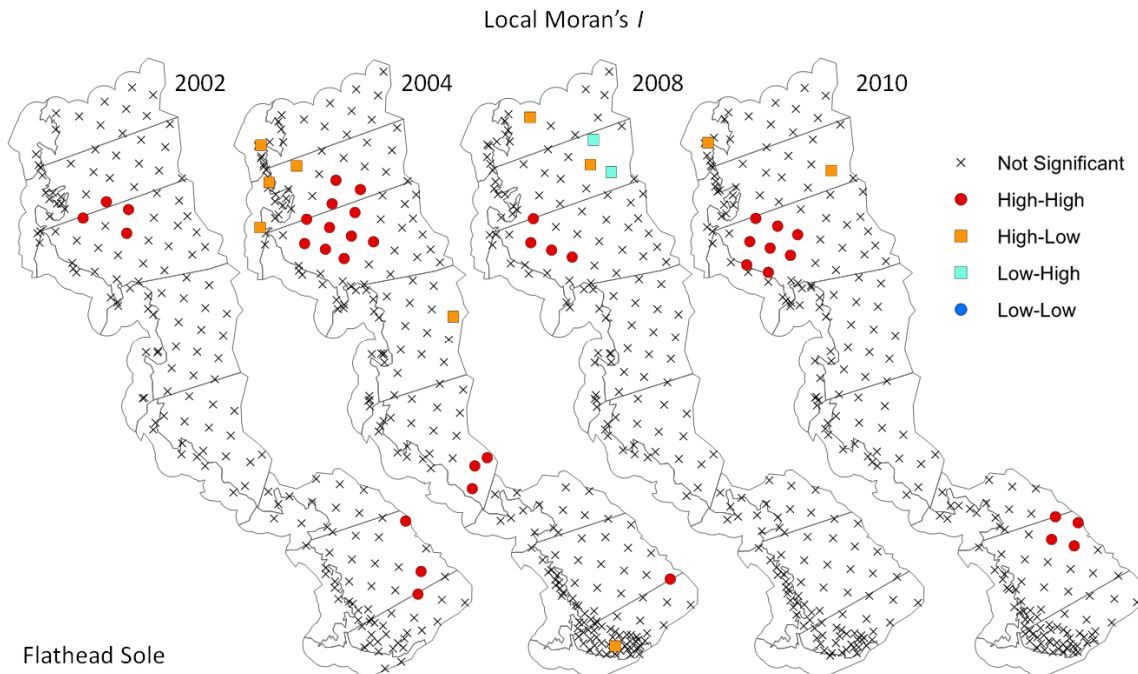 Local Moran's I
2002
2004
2008
2010
Not Significant
High-High
High-Low
Low-High
Low-Low
Flathead Sole